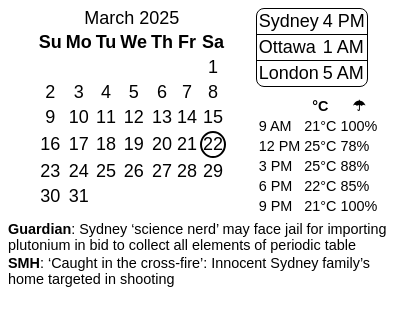 March 2025
Su Mo Tu We Th Fr Sa
1
2 3 4 5 6 7 8
9 10 11 12 13 14 15
16 17 18 19 20 21 22
23 24 25 26 27 28 29
30 31
Sydney 4 PM
Ottawa 1 AM
London 5 AM
°C ☂
9 AM 21°C 100%
12 PM 25°C 78%
3 PM 25°C 88%
6 PM 22°C 85%
9 PM 21°C 100%
Guardian: Sydney ‘science nerd’ may face jail for importing
plutonium in bid to collect all elements of periodic table
SMH: ‘Caught in the cross-fire’: Innocent Sydney family’s
home targeted in shooting